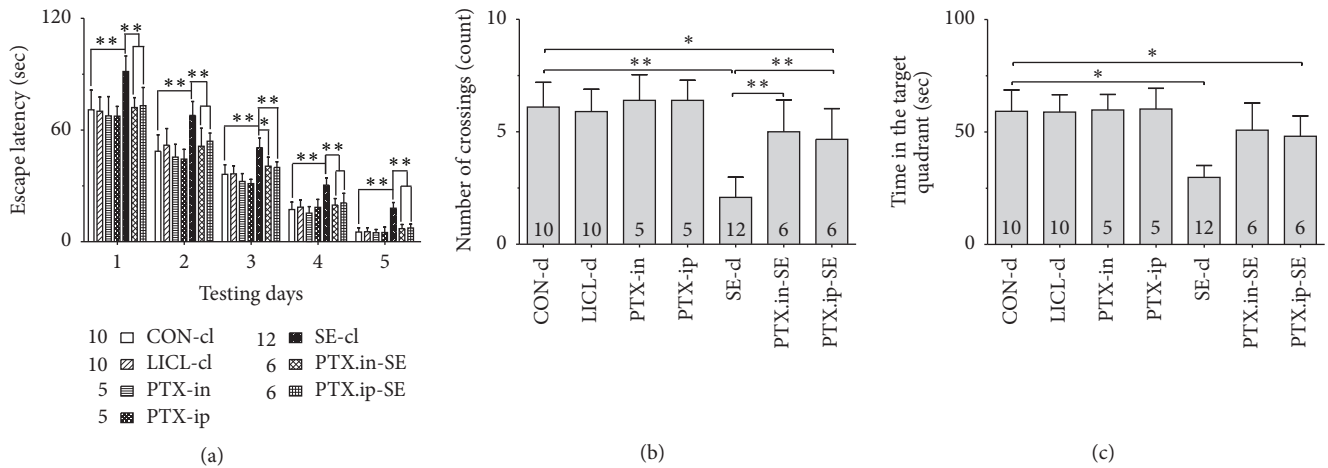 120
60
0
Escape latency (sec)
** ** ** ** ** ** * ** ** ** **
1 2 3 4 5
Testing days
10 CON-cl
10 LICL-cl
5 PTX-in
5 PTX-ip
12 SE-cl
6 PTX.in-SE
6 PTX.ip-SE
(a)
10
5
0
Number of crossings (count)
*
** **
**
10 10 5 5 12 6 6
CON-cl
LICL-cl
PTX-in
PTX-ip
SE-cl
PTX.in-SE
PTX.ip-SE
(b)
100
50
0
Time in the target
quadrant (sec)
*
*
10 10 5 5 12 6 6
CON-cl
LICL-cl
PTX-in
PTX-ip
SE-cl
PTX.in-SE
PTX.ip-SE
(c)